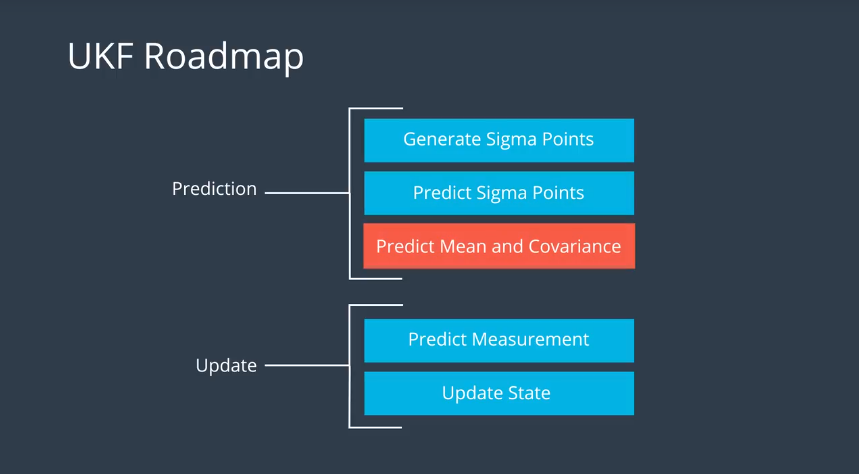 UKF Roadmap
Prediction
Generate Sigma Points
Predict Sigma Points
Predict Mean and Covariance
Update
Predict Measurement
Update State